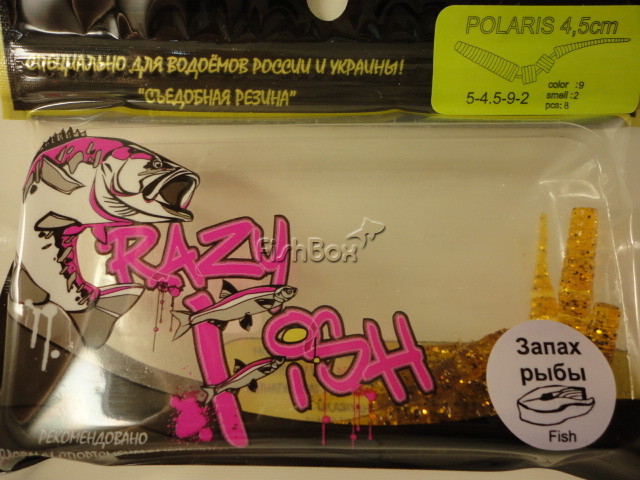 СПЕЦИАЛЬНО ДЛЯ ВОДОЁМОВ РОССИИ И УКРАИНЫ!
"СЪЕДОБНАЯ РЕЗИНА"
POLARIS 4,5cm
5-4.5-9-2
color :9
smell :2
pcs: 8
CRAZY
FishBox
FISH
Запах
рыбы
Fish
РЕКОМЕНДОВАНО